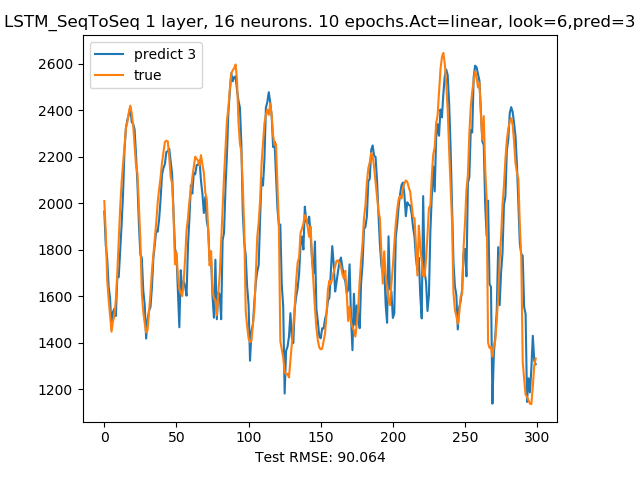 LSTM_SeqToSeq 1 layer, 16 neurons. 10 epochs.Act=linear, look=6,pred=3
predict 3
true
2600
2400
2200
2000
1800
1600
1400
1200
0 50 100 150 200 250 300
Test RMSE: 90.064